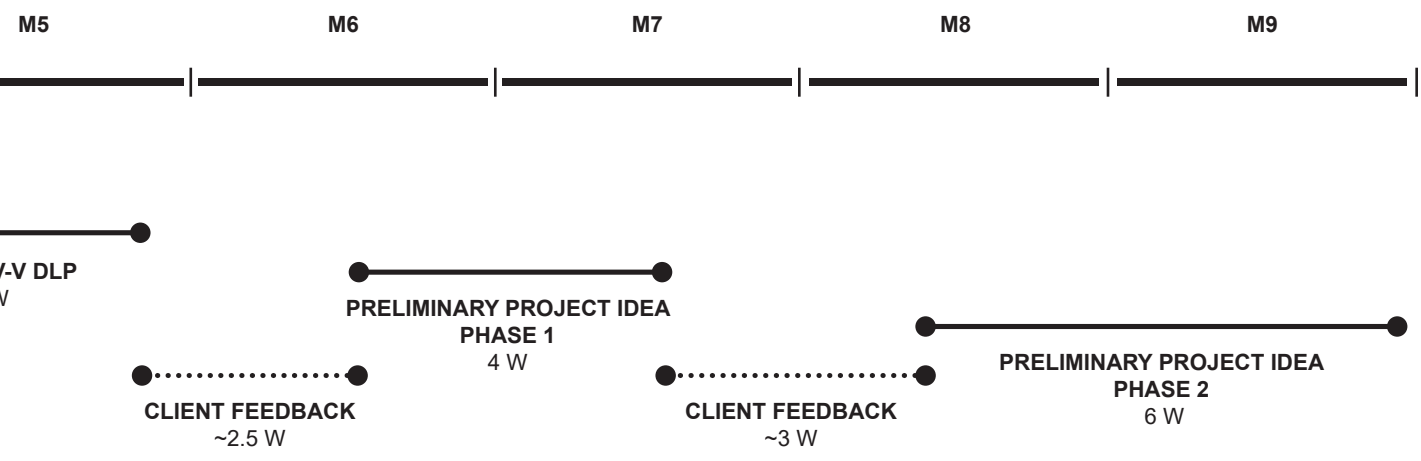 M5 M6 M7 M8 M9
V-V DLP
W
PRELIMINARY PROJECT IDEA
PHASE 1
4 W
PRELIMINARY PROJECT IDEA
PHASE 2
6 W
CLIENT FEEDBACK
~2.5 W
CLIENT FEEDBACK
~3 W